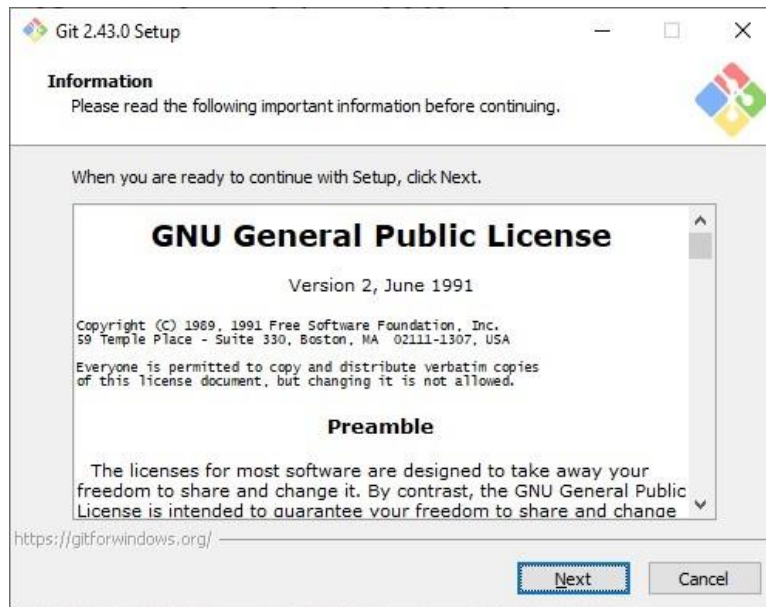 Git 2.43.0 Setup
Information
Please read the following important information before continuing.
When you are ready to continue with Setup, click Next.
GNU General Public License
Version 2, June 1991
Copyright (C) 1989, 1991 Free Software Foundation, Inc.
59 Temple Place - Suite 330, Boston, MA  02111-1307, USA
Everyone is permitted to copy and distribute verbatim copies
of this license document, but changing it is not allowed.
Preamble
The licenses for most software are designed to take away your
freedom to share and change it. By contrast, the GNU General Public
License is intended to guarantee your freedom to share and change
https://gitforwindows.org/
Next
Cancel